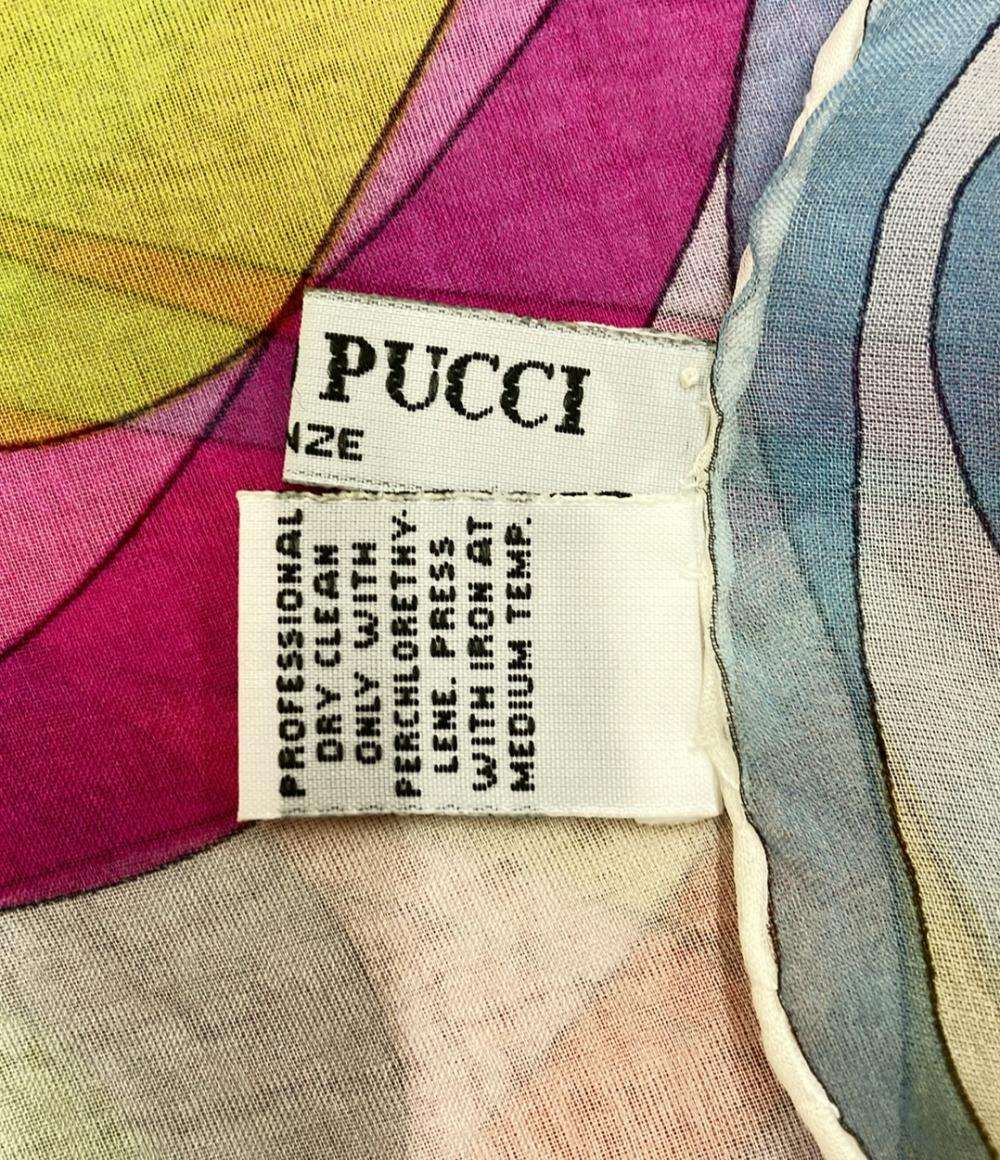 PUCCI
NZE
PROFESSIONAL
DRY CLEAN
ONLY WITH
PERCHLORETHY-
LENE. PRESS
WITH IRON AT
MEDIUM TEMP.